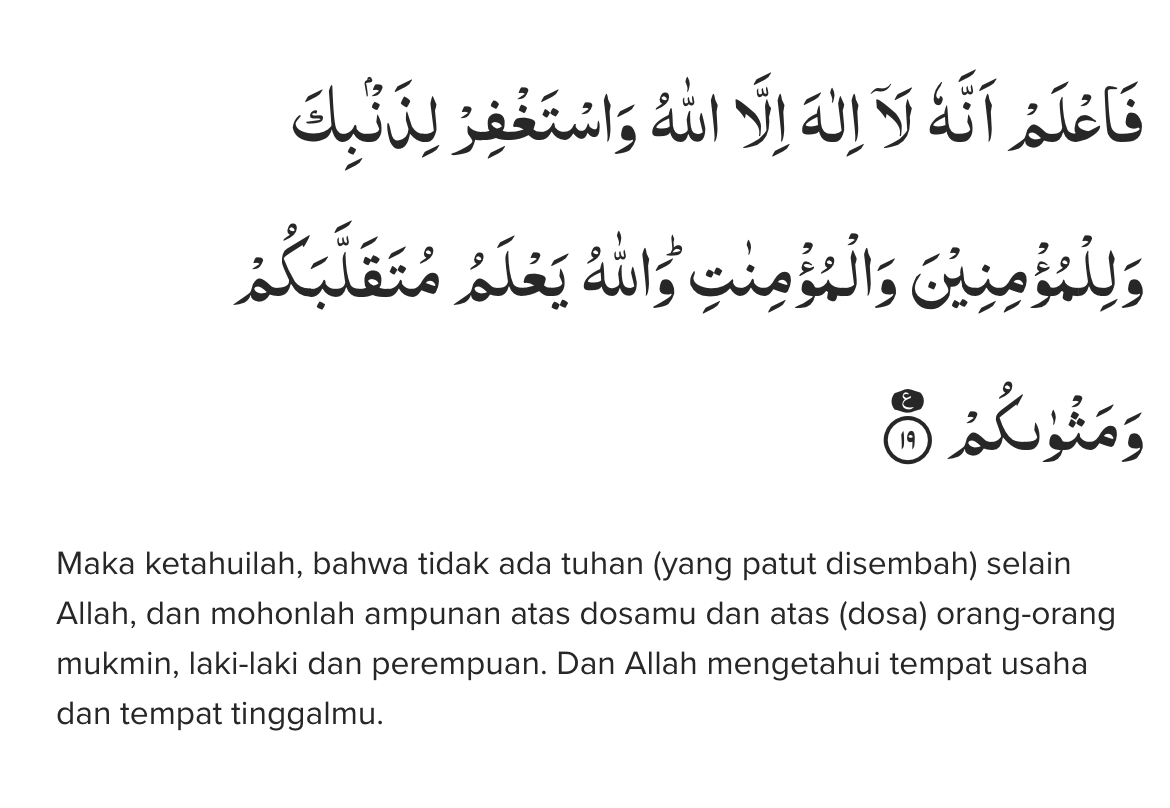 فَاعْلَمْ اَنَّهٗ لَآ اِلٰهَ اِلَّا اللّٰهُ وَاسْتَغْفِرْ لِذَنْۢبِكَ
وَلِلْمُؤْمِنِيْنَ وَالْمُؤْمِنٰتِۚ وَاللّٰهُ يَعْلَمُ مُتَقَلَّبَكُمْ
وَمَثْوٰىكُمْ ࣖ ١٩
Maka ketahuilah, bahwa tidak ada tuhan (yang patut disembah) selain
Allah, dan mohonlah ampunan atas dosamu dan atas (dosa) orang-orang
mukmin, laki-laki dan perempuan. Dan Allah mengetahui tempat usaha
dan tempat tinggalmu.